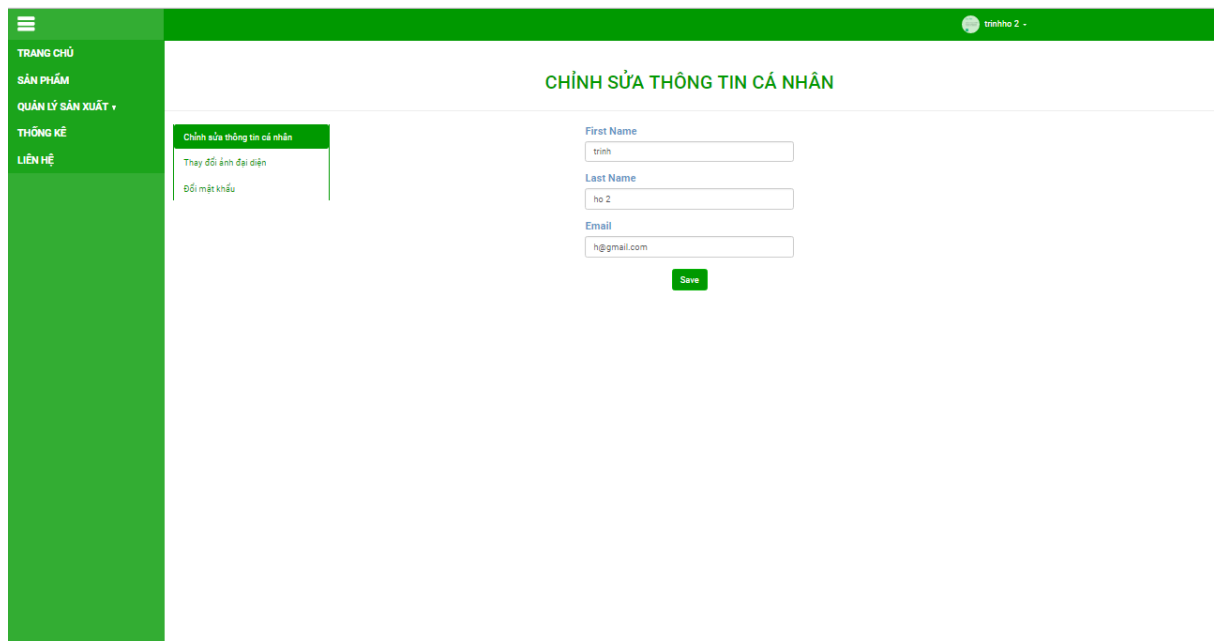 trinhho 2
TRANG CHỦ
SẢN PHẨM
QUẢN LÝ SẢN XUẤT
THỐNG KÊ
LIÊN HỆ
CHỈNH SỬA THÔNG TIN CÁ NHÂN
Chỉnh sửa thông tin cá nhân
Thay đổi ảnh đại diện
Đổi mật khẩu
First Name
trinh
Last Name
ho 2
Email
h@gmail.com
Save